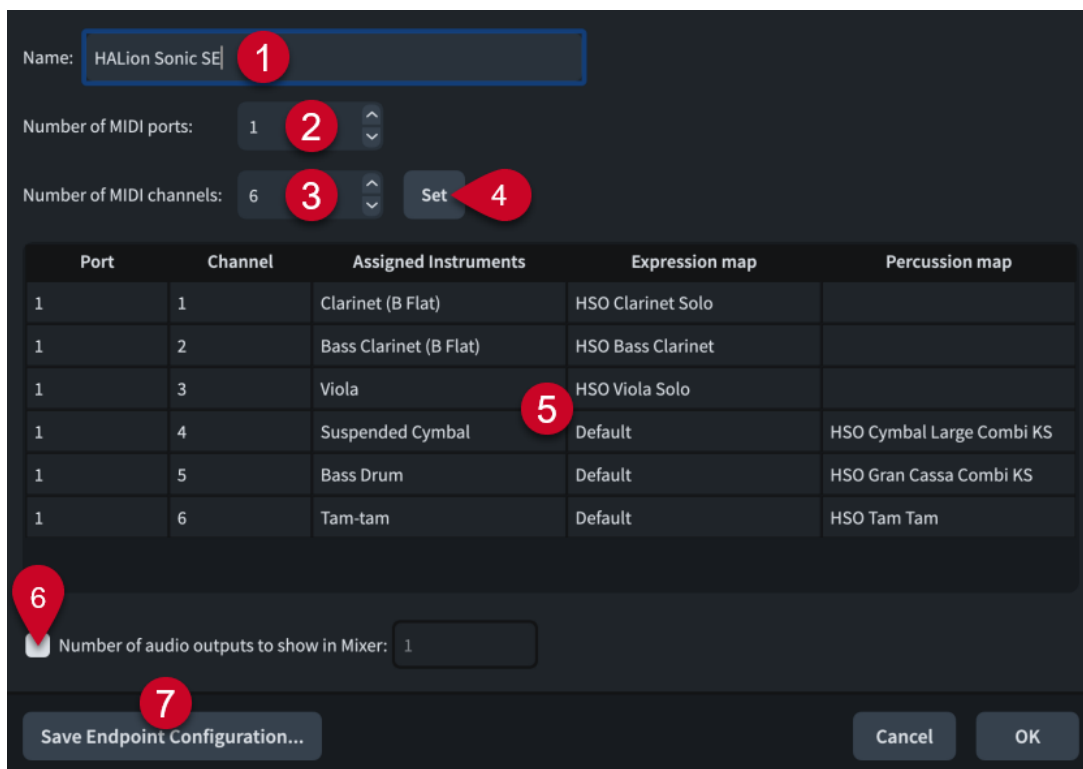 Name: HALion Sonic SE 1
Number of MIDI ports: 1 2
Number of MIDI channels: 6 3 Set 4
Port Channel Assigned Instruments Expression map Percussion map
1 1 Clarinet (B Flat) HSO Clarinet Solo
1 2 Bass Clarinet (B Flat) HSO Bass Clarinet
1 3 Viola HSO Viola Solo
5
1 4 Suspended Cymbal Default HSO Cymbal Large Combi KS
1 5 Bass Drum Default HSO Gran Cassa Combi KS
1 6 Tam-tam Default HSO Tam Tam
6
Number of audio outputs to show in Mixer: 1
7
Save Endpoint Configuration... Cancel OK